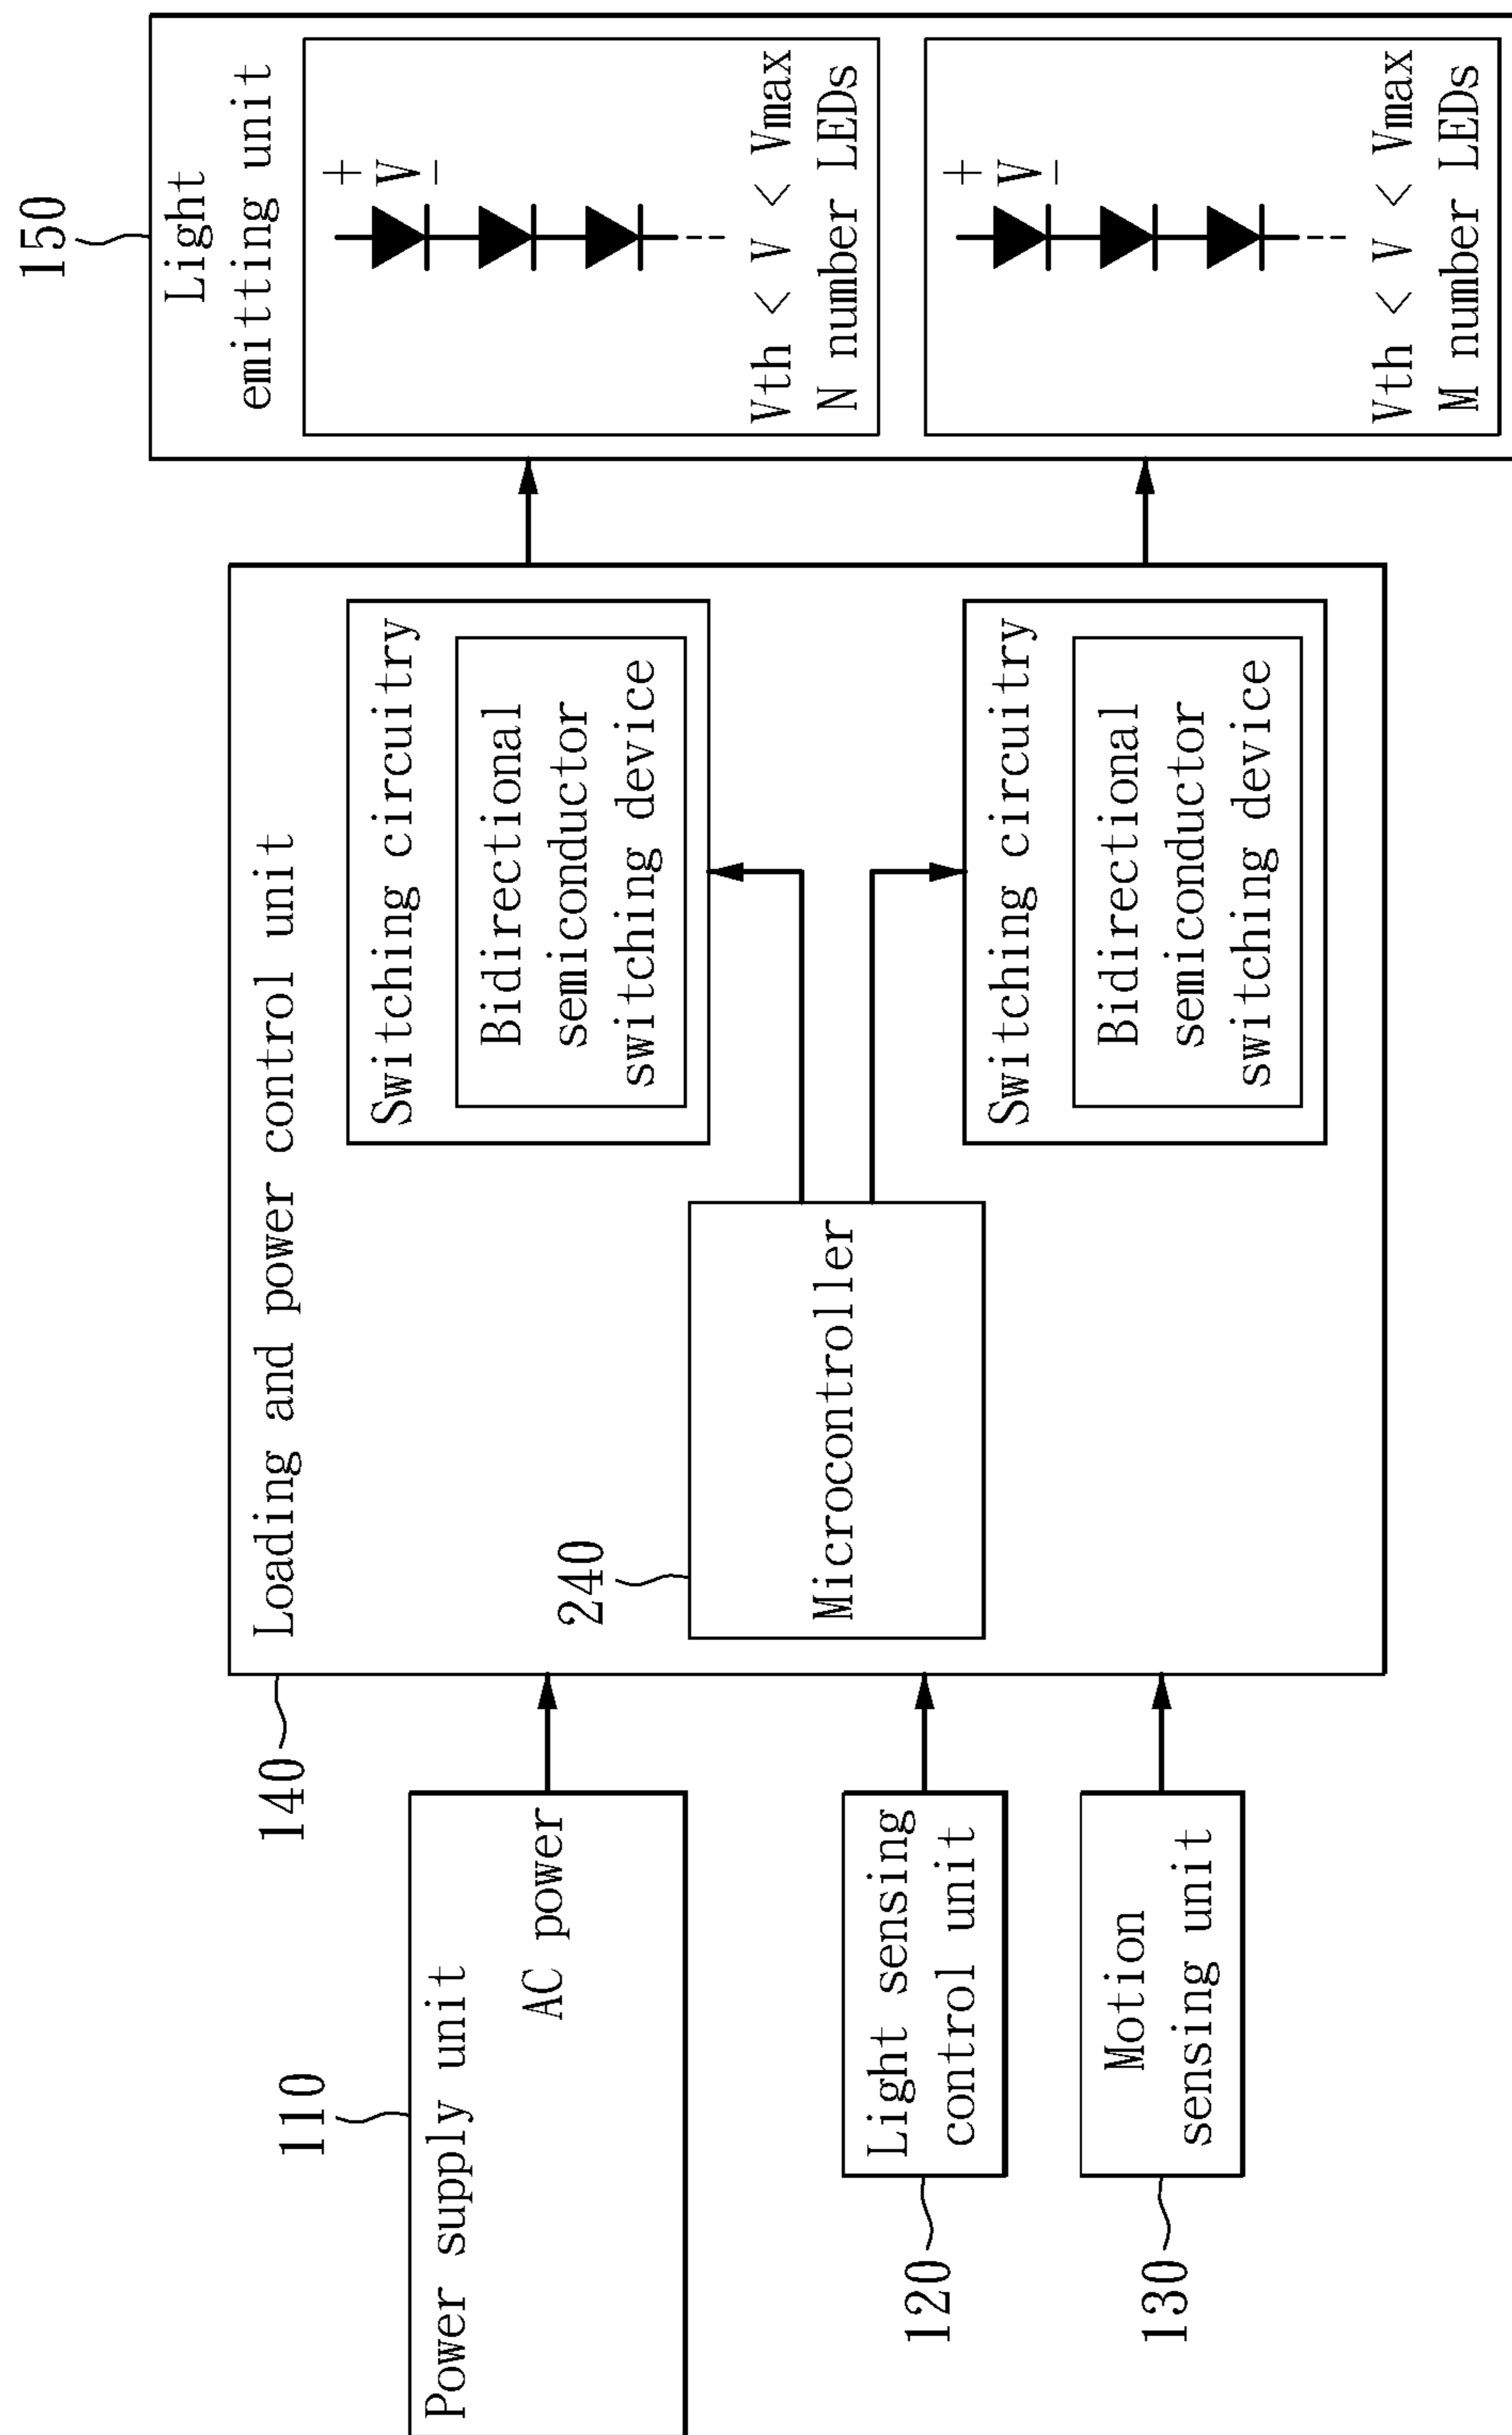 110
Power supply unit
AC power
120
Light sensing
control unit
130
Motion
sensing unit
140
Loading and power control unit
240
Microcontroller
Switching circuitry
Bidirectional
semiconductor
switching device
Switching circuitry
Bidirectional
semiconductor
switching device
150
Light
emitting unit
+
V
−
Vth < V < Vmax
N number LEDs
+
V
−
Vth < V < Vmax
M number LEDs